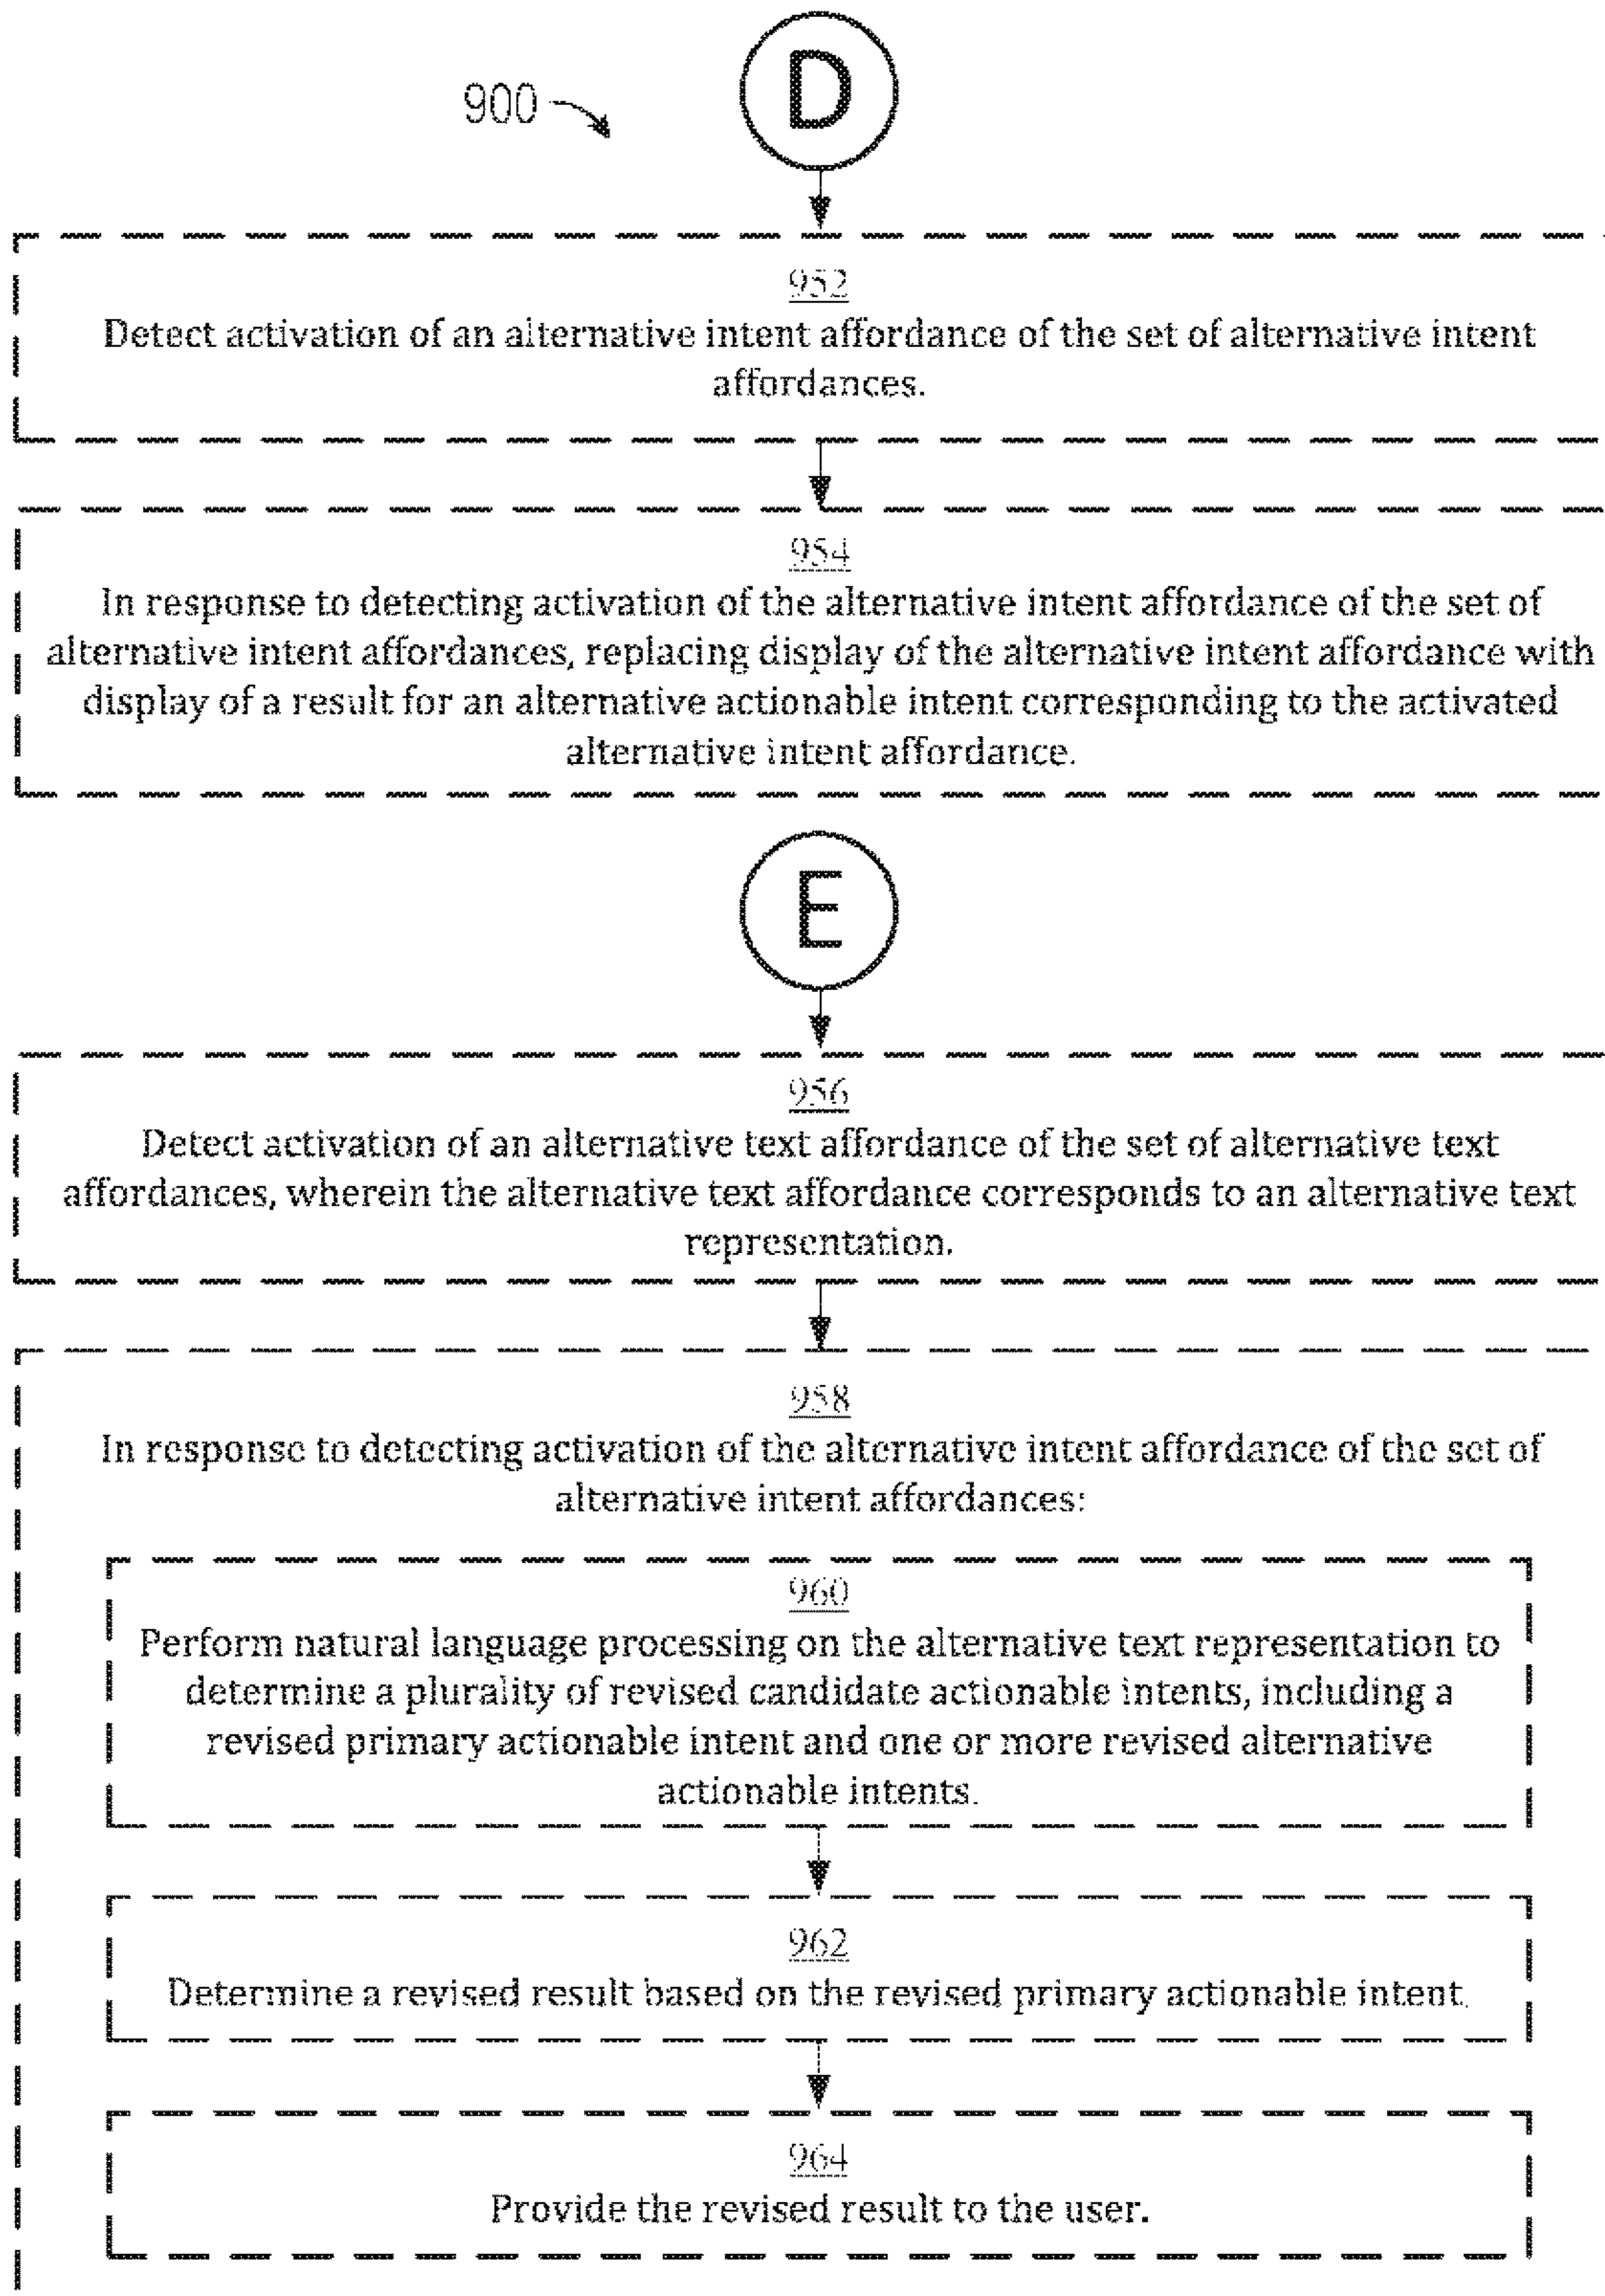 D
900
952
Detect activation of an alternative intent affordance of the set of alternative intent
affordances.
954
In response to detecting activation of the alternative intent affordance of the set of
alternative intent affordances, replacing display of the alternative intent affordance with
display of a result for an alternative actionable intent corresponding to the activated
alternative intent affordance.
E
956
Detect activation of an alternative text affordance of the set of alternative text
affordances, wherein the alternative text affordance corresponds to an alternative text
representation.
958
In response to detecting activation of the alternative intent affordance of the set of
alternative intent affordances:
960
Perform natural language processing on the alternative text representation to
determine a plurality of revised candidate actionable intents, including a
revised primary actionable intent and one or more revised alternative
actionable intents.
962
Determine a revised result based on the revised primary actionable intent.
964
Provide the revised result to the user.